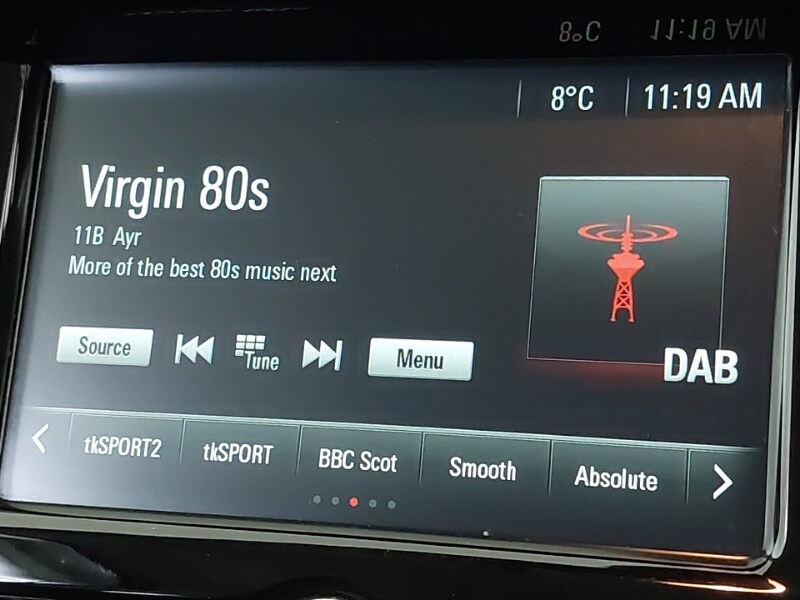 8°C 11:19 AM
8°C 11:19 AM
Virgin 80s
11B Ayr
More of the best 80s music next
Source Tune Menu
DAB
tkSPORT2 tkSPORT BBC Scot Smooth Absolute